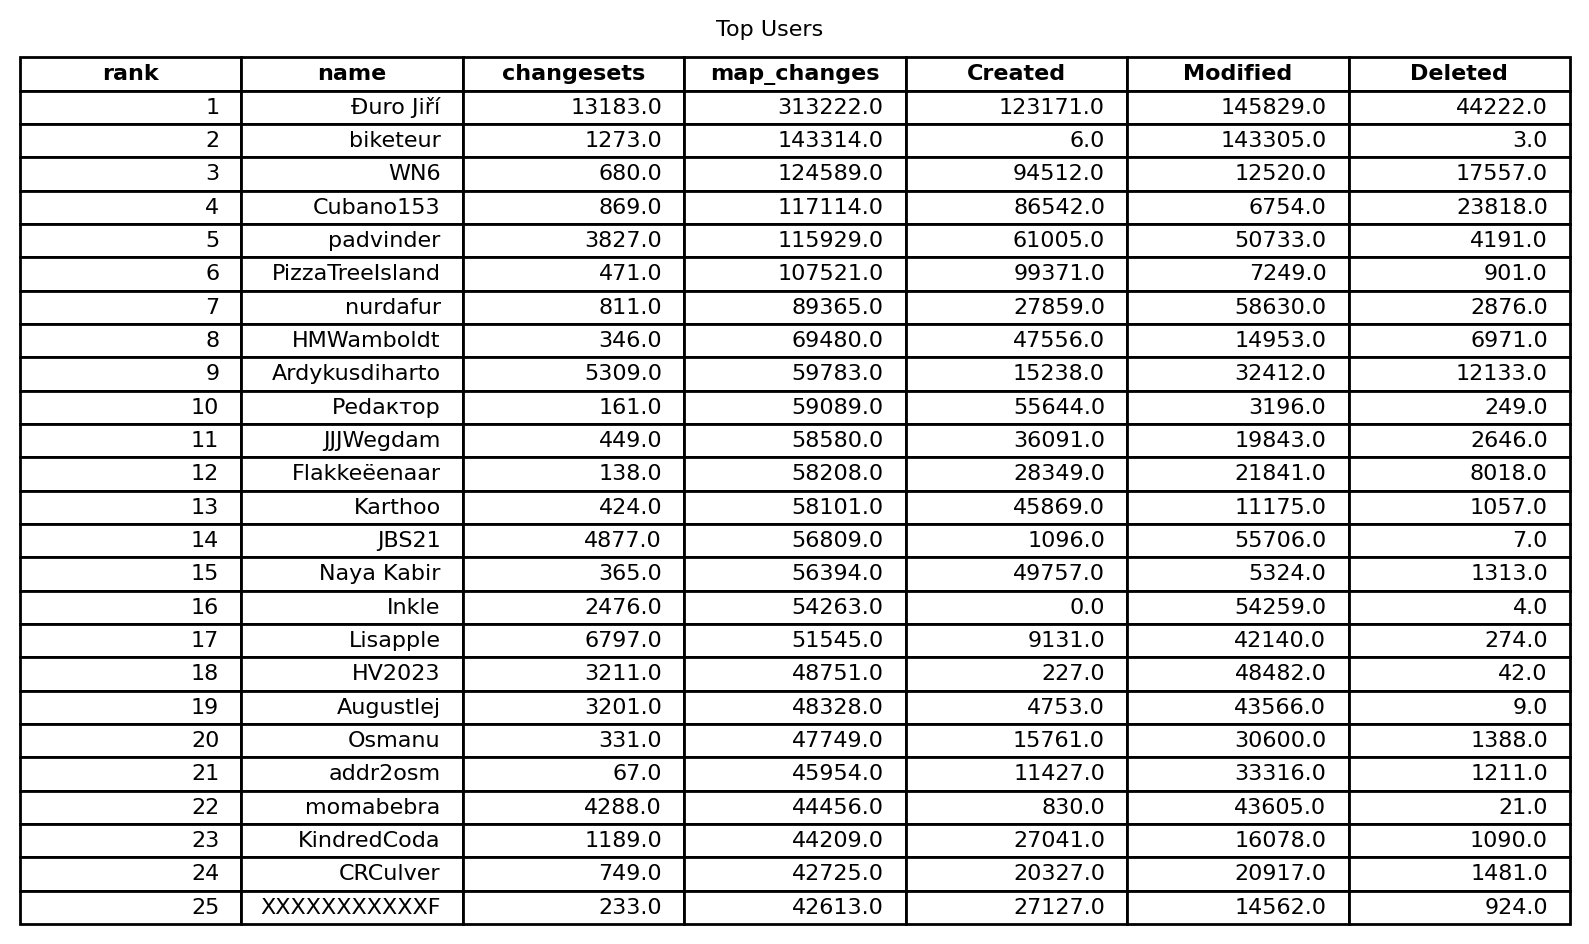 Top Users
rank name changesets map_changes Created Modified Deleted
1 Đuro Jiří 13183.0 313222.0 123171.0 145829.0 44222.0
2 biketeur 1273.0 143314.0 6.0 143305.0 3.0
3 WN6 680.0 124589.0 94512.0 12520.0 17557.0
4 Cubano153 869.0 117114.0 86542.0 6754.0 23818.0
5 padvinder 3827.0 115929.0 61005.0 50733.0 4191.0
6 PizzaTreeIsland 471.0 107521.0 99371.0 7249.0 901.0
7 nurdafur 811.0 89365.0 27859.0 58630.0 2876.0
8 HMWamboldt 346.0 69480.0 47556.0 14953.0 6971.0
9 Ardykusdiharto 5309.0 59783.0 15238.0 32412.0 12133.0
10 Редактор 161.0 59089.0 55644.0 3196.0 249.0
11 JJJWegdam 449.0 58580.0 36091.0 19843.0 2646.0
12 Flakkeëenaar 138.0 58208.0 28349.0 21841.0 8018.0
13 Karthoo 424.0 58101.0 45869.0 11175.0 1057.0
14 JBS21 4877.0 56809.0 1096.0 55706.0 7.0
15 Naya Kabir 365.0 56394.0 49757.0 5324.0 1313.0
16 Inkle 2476.0 54263.0 0.0 54259.0 4.0
17 Lisapple 6797.0 51545.0 9131.0 42140.0 274.0
18 HV2023 3211.0 48751.0 227.0 48482.0 42.0
19 Augustlej 3201.0 48328.0 4753.0 43566.0 9.0
20 Osmanu 331.0 47749.0 15761.0 30600.0 1388.0
21 addr2osm 67.0 45954.0 11427.0 33316.0 1211.0
22 momabebra 4288.0 44456.0 830.0 43605.0 21.0
23 KindredCoda 1189.0 44209.0 27041.0 16078.0 1090.0
24 CRCulver 749.0 42725.0 20327.0 20917.0 1481.0
25 XXXXXXXXXXXF 233.0 42613.0 27127.0 14562.0 924.0